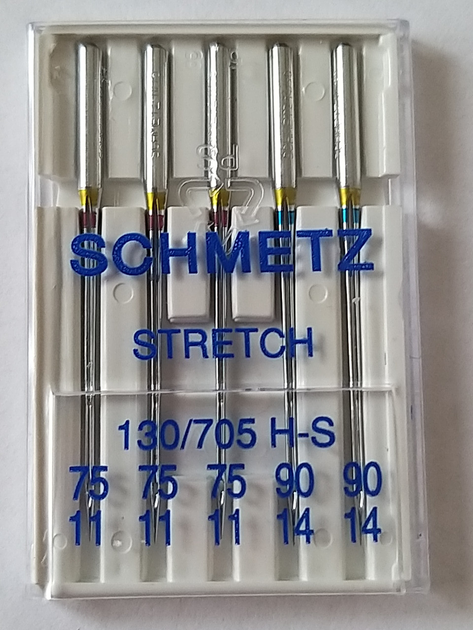 SCHMETZ
STRETCH
130/705 H-S
75 75 75 90 90
11 11 11 14 14